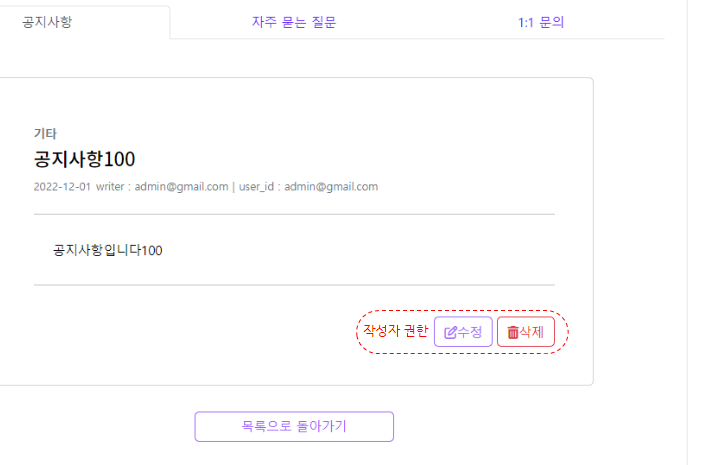 공지사항 자주 묻는 질문 1:1 문의
기타
공지사항100
2022-12-01 writer : admin@gmail.com | user_id : admin@gmail.com
공지사항입니다100
작성자 권한 수정 삭제
목록으로 돌아가기